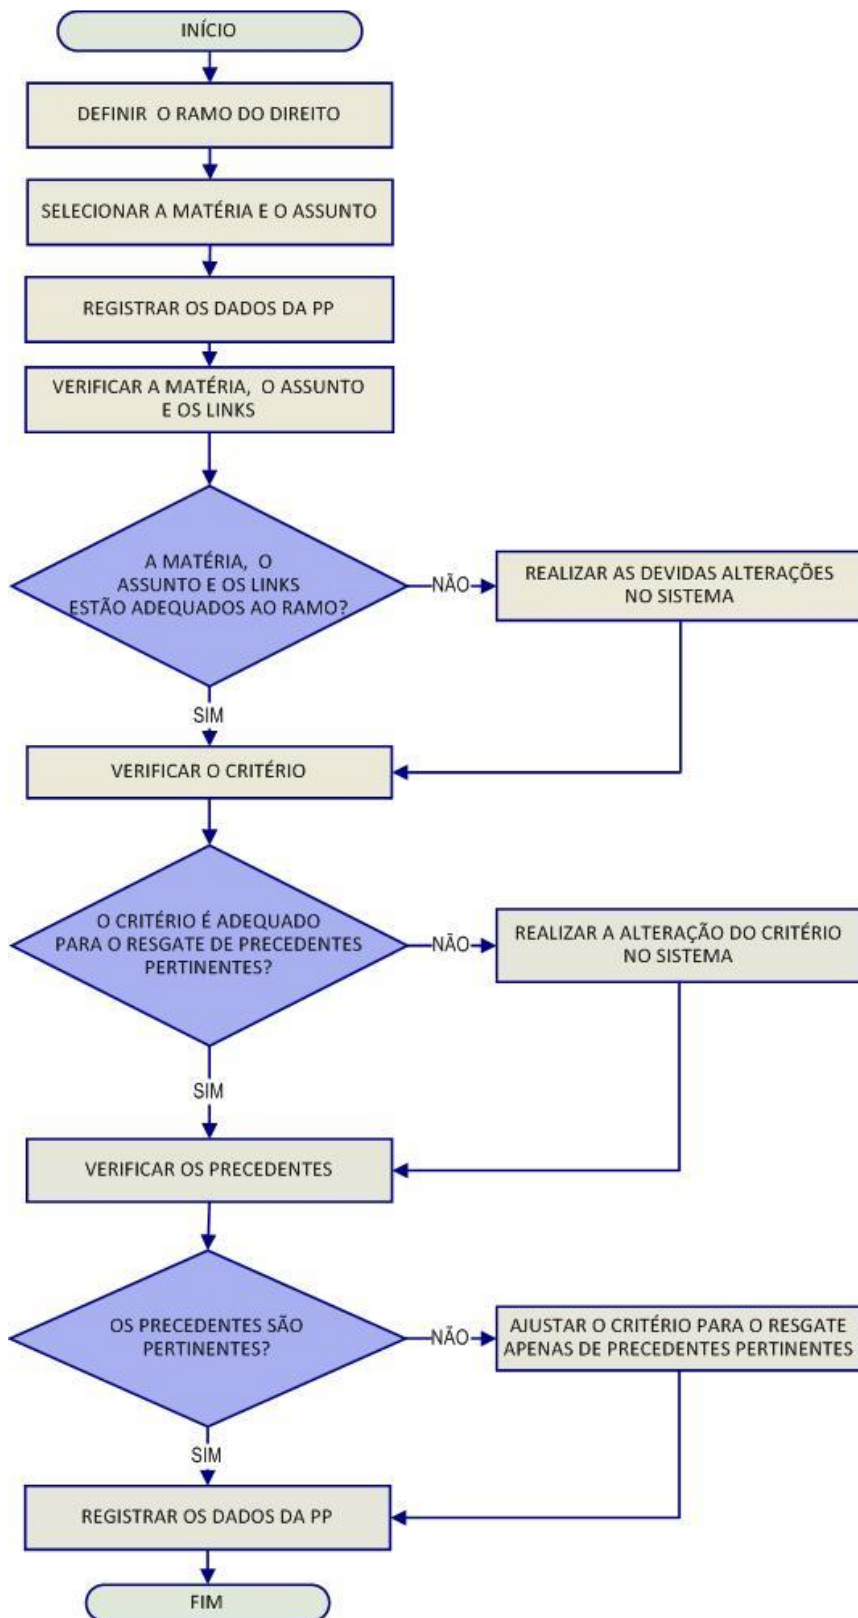 INÍCIO
DEFINIR O RAMO DO DIREITO
SELECIONAR A MATÉRIA E O ASSUNTO
REGISTRAR OS DADOS DA PP
VERIFICAR A MATÉRIA, O ASSUNTO
E OS LINKS
A MATÉRIA, O
ASSUNTO E OS LINKS
ESTÃO ADEQUADOS AO RAMO?
NÃO
REALIZAR AS DEVIDAS ALTERAÇÕES
NO SISTEMA
SIM
VERIFICAR O CRITÉRIO
O CRITÉRIO É ADEQUADO
PARA O RESGATE DE PRECEDENTES
PERTINENTES?
NÃO
REALIZAR A ALTERAÇÃO DO CRITÉRIO
NO SISTEMA
SIM
VERIFICAR OS PRECEDENTES
OS PRECEDENTES SÃO
PERTINENTES?
NÃO
AJUSTAR O CRITÉRIO PARA O RESGATE
APENAS DE PRECEDENTES PERTINENTES
SIM
REGISTRAR OS DADOS DA PP
FIM